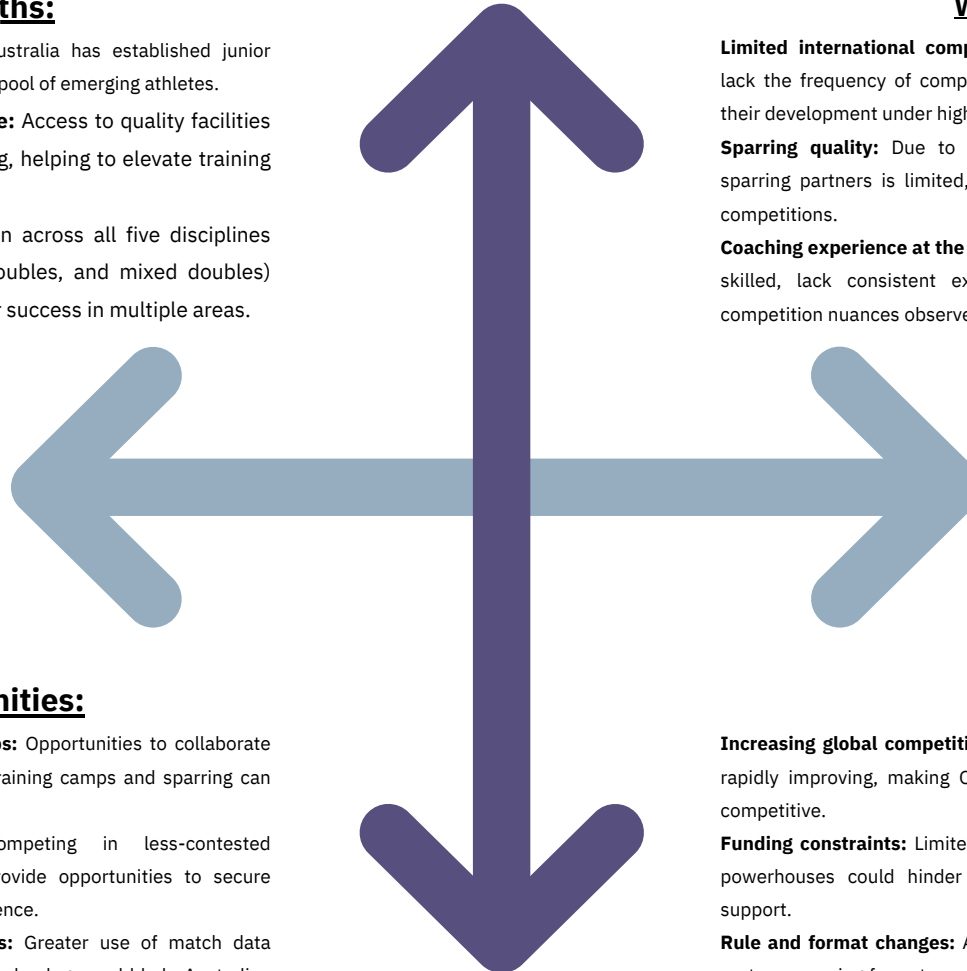 ths:
ustralia has established junior
pool of emerging athletes.
e: Access to quality facilities
g, helping to elevate training
n across all five disciplines
oubles, and mixed doubles)
r success in multiple areas.
W
Limited international comp
lack the frequency of comp
their development under high
Sparring quality: Due to
sparring partners is limited,
competitions.
Coaching experience at the
skilled, lack consistent ex
competition nuances observe
nities:
ps: Opportunities to collaborate
raining camps and sparring can
ompeting in less-contested
rovide opportunities to secure
ence.
s: Greater use of match data
Increasing global competiti
rapidly improving, making O
competitive.
Funding constraints: Limite
powerhouses could hinder
support.
Rule and format changes: A